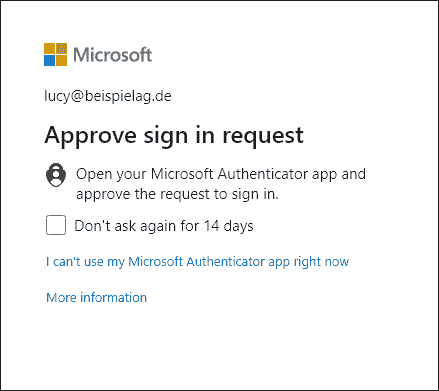 Microsoft
lucy@beispielag.de
Approve sign in request
Open your Microsoft Authenticator app and
approve the request to sign in.
Don't ask again for 14 days
I can't use my Microsoft Authenticator app right now
More information